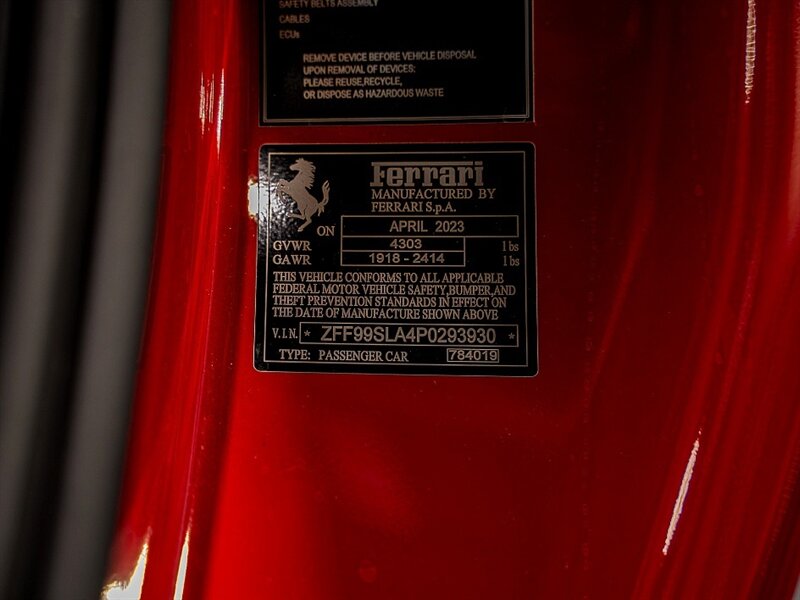 SAFETY BELTS ASSEMBLY
CABLES
ECUs
REMOVE DEVICE BEFORE VEHICLE DISPOSAL
UPON REMOVAL OF DEVICES:
PLEASE REUSE,RECYCLE,
OR DISPOSE AS HAZARDOUS WASTE
Ferrari
MANUFACTURED BY
FERRARI S.p.A.
ON APRIL 2023
GVWR 4303 lbs
GAWR 1918 - 2414 lbs
THIS VEHICLE CONFORMS TO ALL APPLICABLE
FEDERAL MOTOR VEHICLE SAFETY,BUMPER,AND
THEFT PREVENTION STANDARDS IN EFFECT ON
THE DATE OF MANUFACTURE SHOWN ABOVE
V.I.N. * ZFF99SLA4P0293930 *
TYPE: PASSENGER CAR 784019